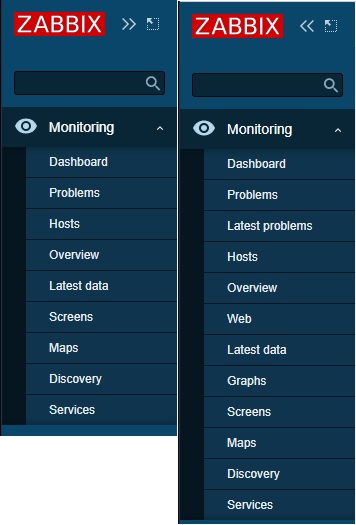 ZABBIX
Monitoring
Dashboard
Problems
Hosts
Overview
Latest data
Screens
Maps
Discovery
Services
ZABBIX
Monitoring
Dashboard
Problems
Latest problems
Hosts
Overview
Web
Latest data
Graphs
Screens
Maps
Discovery
Services